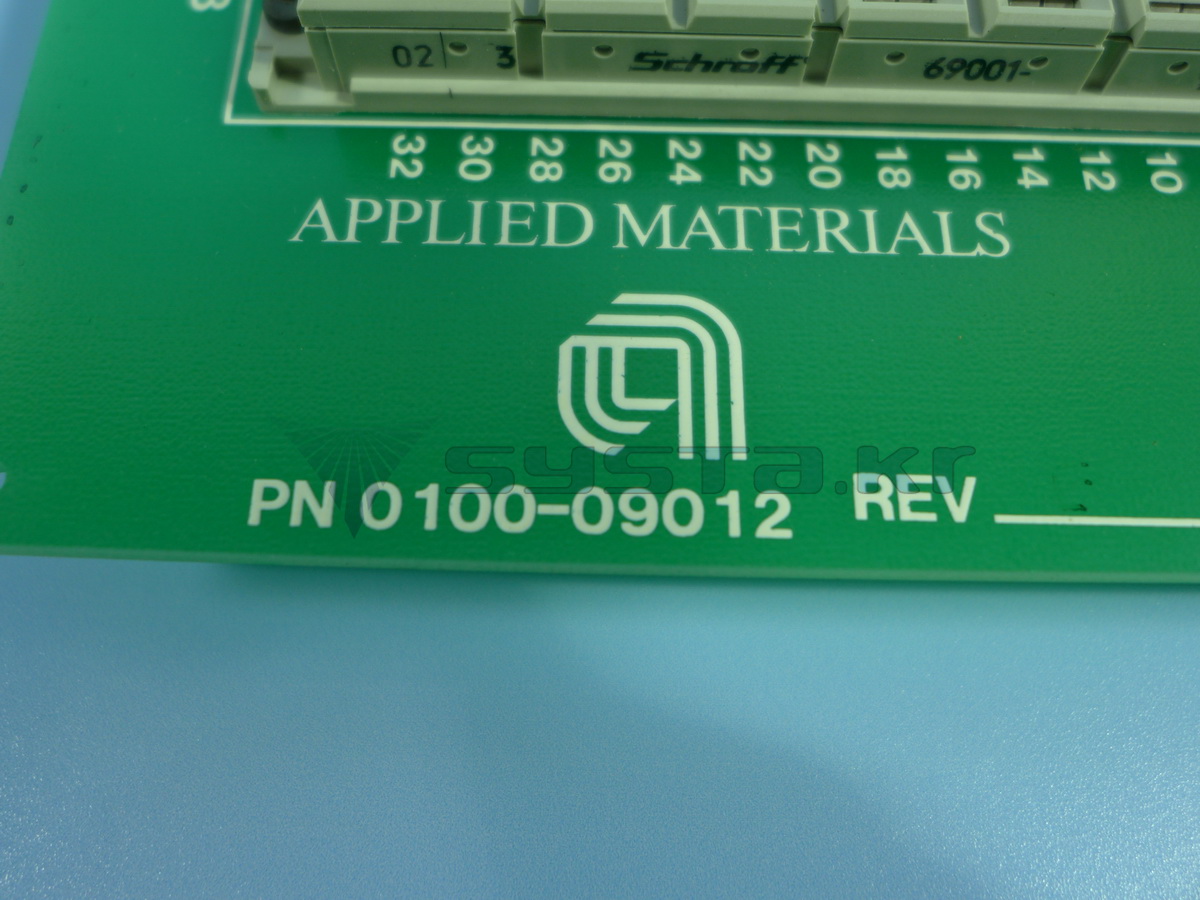 02 3 Schroff 69001-
32 30 28 26 24 22 20 18 16 14 12 10
APPLIED MATERIALS
systa.kr
PN 0100-09012 REV